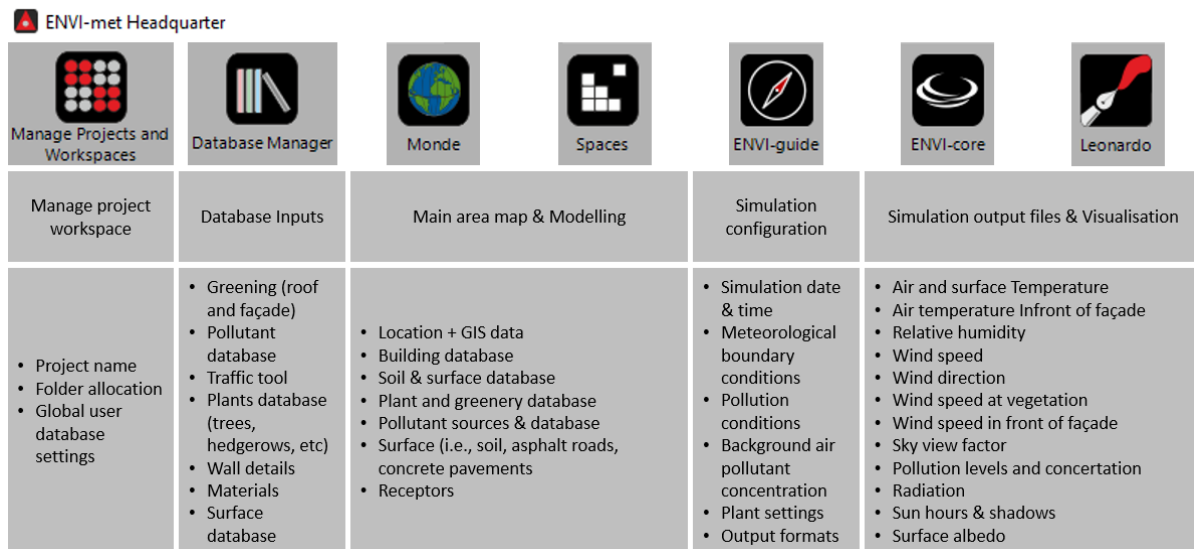 ENVI-met Headquarter
Manage Projects and
Workspaces
Database Manager
Monde
Spaces
ENVI-guide
ENVI-core
Leonardo
Manage project
workspace
Database Inputs
Main area map & Modelling
Simulation
configuration
Simulation output files & Visualisation
• Project name
• Folder allocation
• Global user
database
settings
• Greening (roof
and façade)
• Pollutant
database
• Traffic tool
• Plants database
(trees,
hedgerows, etc)
• Wall details
• Materials
• Surface
database
• Location + GIS data
• Building database
• Soil & surface database
• Plant and greenery database
• Pollutant sources & database
• Surface (i.e., soil, asphalt roads,
concrete pavements
• Receptors
• Simulation date
& time
• Meteorological
boundary
conditions
• Pollution
conditions
• Background air
pollutant
concentration
• Plant settings
• Output formats
• Air and surface Temperature
• Air temperature Infront of façade
• Relative humidity
• Wind speed
• Wind direction
• Wind speed at vegetation
• Wind speed in front of façade
• Sky view factor
• Pollution levels and concertation
• Radiation
• Sun hours & shadows
• Surface albedo